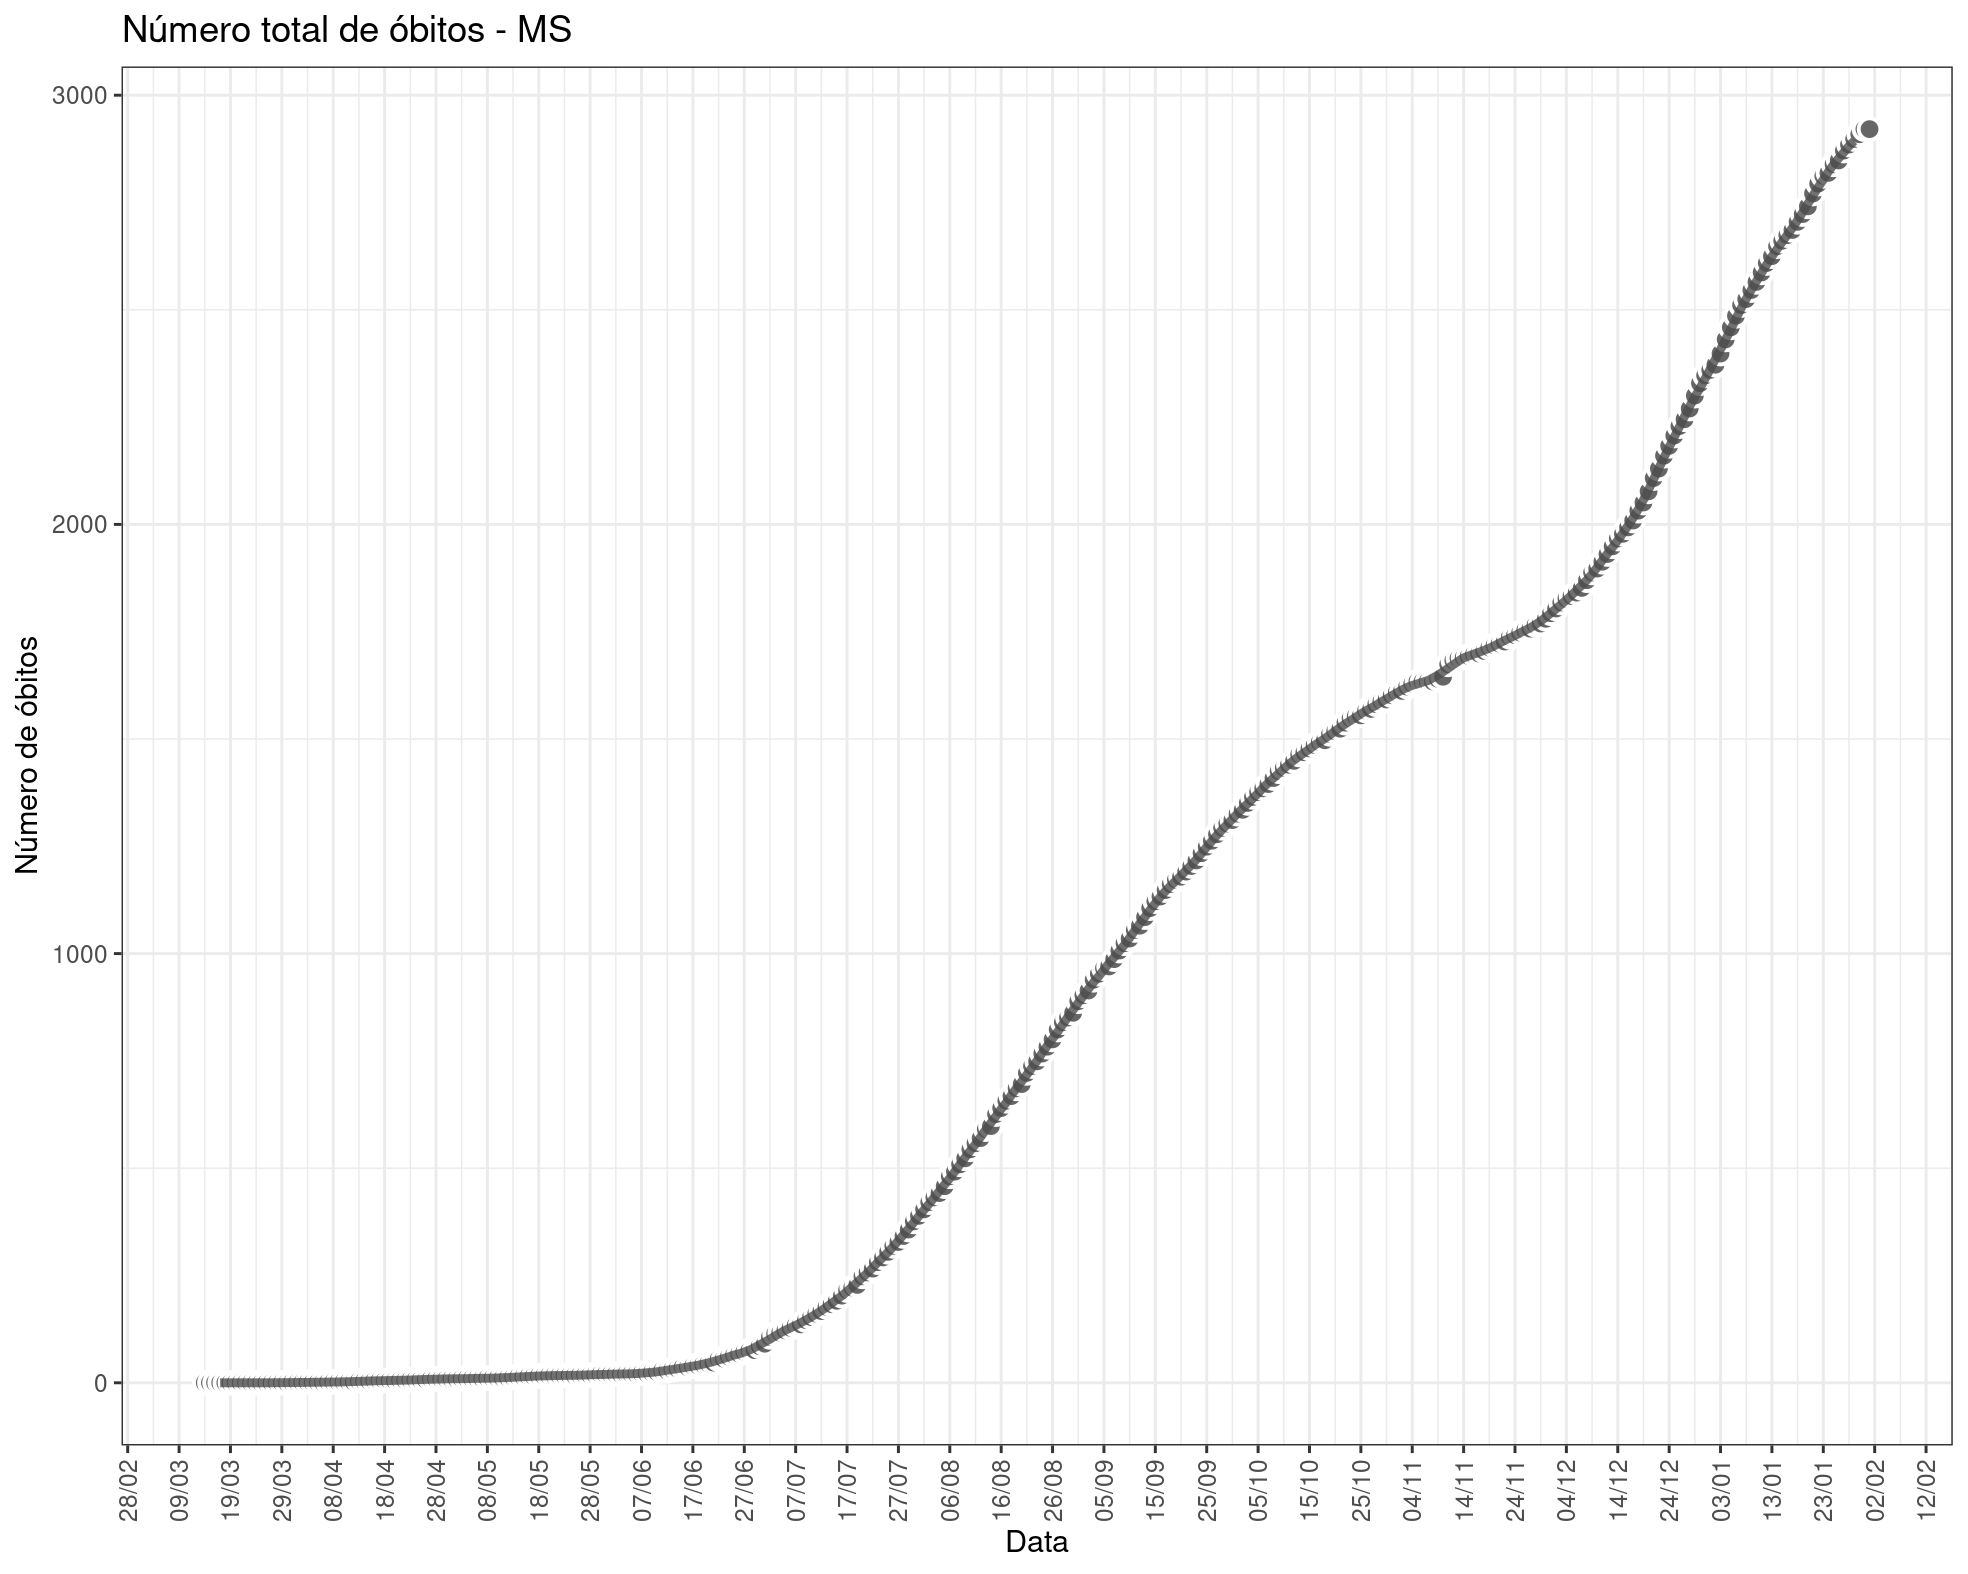 Número total de óbitos - MS
Número de óbitos
3000
2000
1000
0
28/02 09/03 19/03 29/03 08/04 18/04 28/04 08/05 18/05 28/05 07/06 17/06 27/06 07/07 17/07 27/07 06/08 16/08 26/08 05/09 15/09 25/09 05/10 15/10 25/10 04/11 14/11 24/11 04/12 14/12 24/12 03/01 13/01 23/01 02/02 12/02
Data